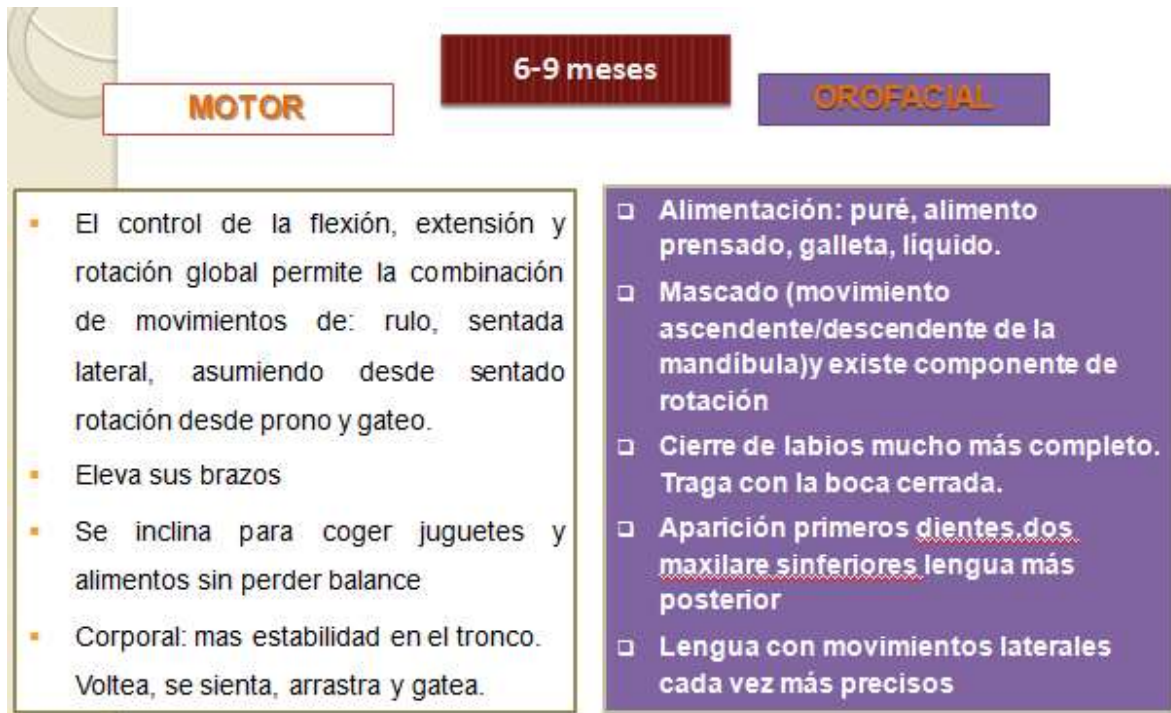 6-9 meses
MOTOR
OROFACIAL
▪ El control de la flexión, extensión y
rotación global permite la combinación
de movimientos de: rulo, sentada
lateral, asumiendo desde sentado
rotación desde prono y gateo.
▪ Eleva sus brazos
▪ Se inclina para coger juguetes y
alimentos sin perder balance
▪ Corporal: mas estabilidad en el tronco.
Voltea, se sienta, arrastra y gatea.
❑ Alimentación: puré, alimento
prensado, galleta, líquido.
❑ Mascado (movimiento
ascendente/descendente de la
mandíbula)y existe componente de
rotación
❑ Cierre de labios mucho más completo.
Traga con la boca cerrada.
❑ Aparición primeros dientes.dos
maxilare sinferiores lengua más
posterior
❑ Lengua con movimientos laterales
cada vez más precisos